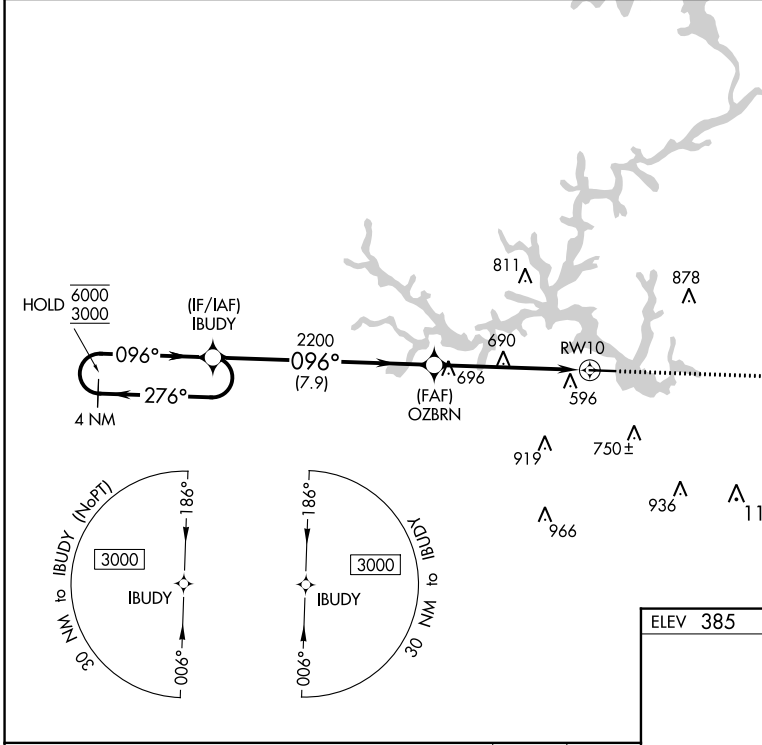 811
878
HOLD 6000
3000
(IF/IAF)
IBUDY
2200
096°
(7.9)
096°
276°
4 NM
690
696
RW10
596
(FAF)
OZBRN
919
750±
966
936
11
30 NM to IBUDY (NoPT)
186°
3000
IBUDY
006°
30 NM to IBUDY
186°
3000
IBUDY
006°
ELEV 385